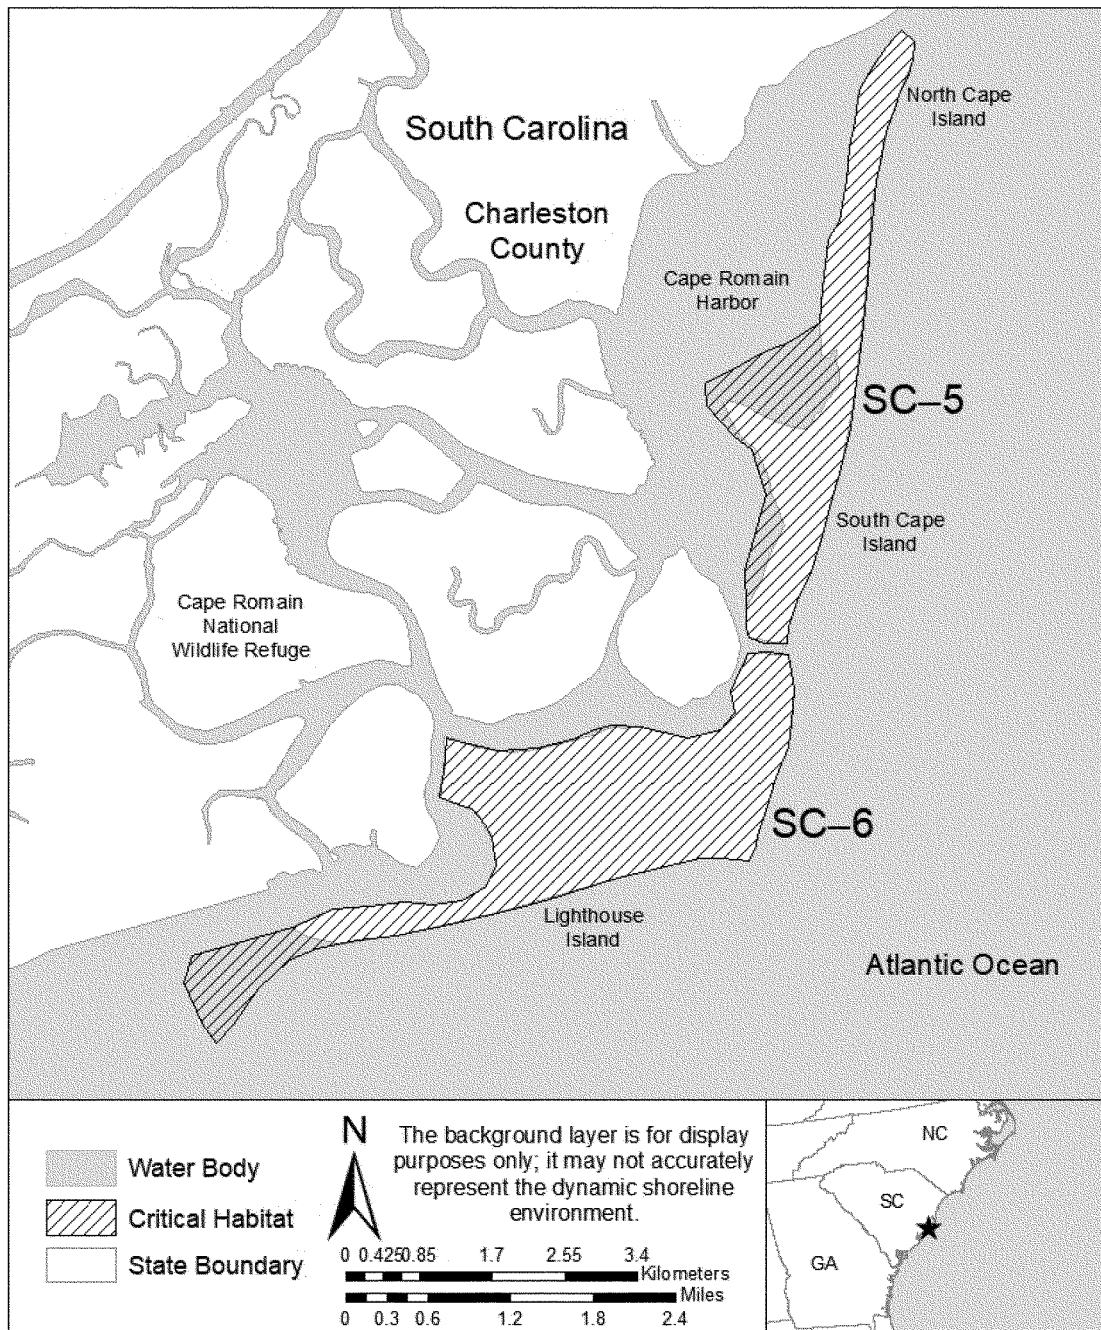 North Cape
Island
South Carolina
Charleston
County
Cape Romain
Harbor
SC–5
South Cape
Island
Cape Romain
National
Wildlife Refuge
SC–6
Lighthouse
Island
Atlantic Ocean
Water Body
Critical Habitat
State Boundary
N
The background layer is for display
purposes only; it may not accurately
represent the dynamic shoreline
environment.
0 0.425 0.85 1.7 2.55 3.4
Kilometers
Miles
0 0.3 0.6 1.2 1.8 2.4
NC
SC
GA